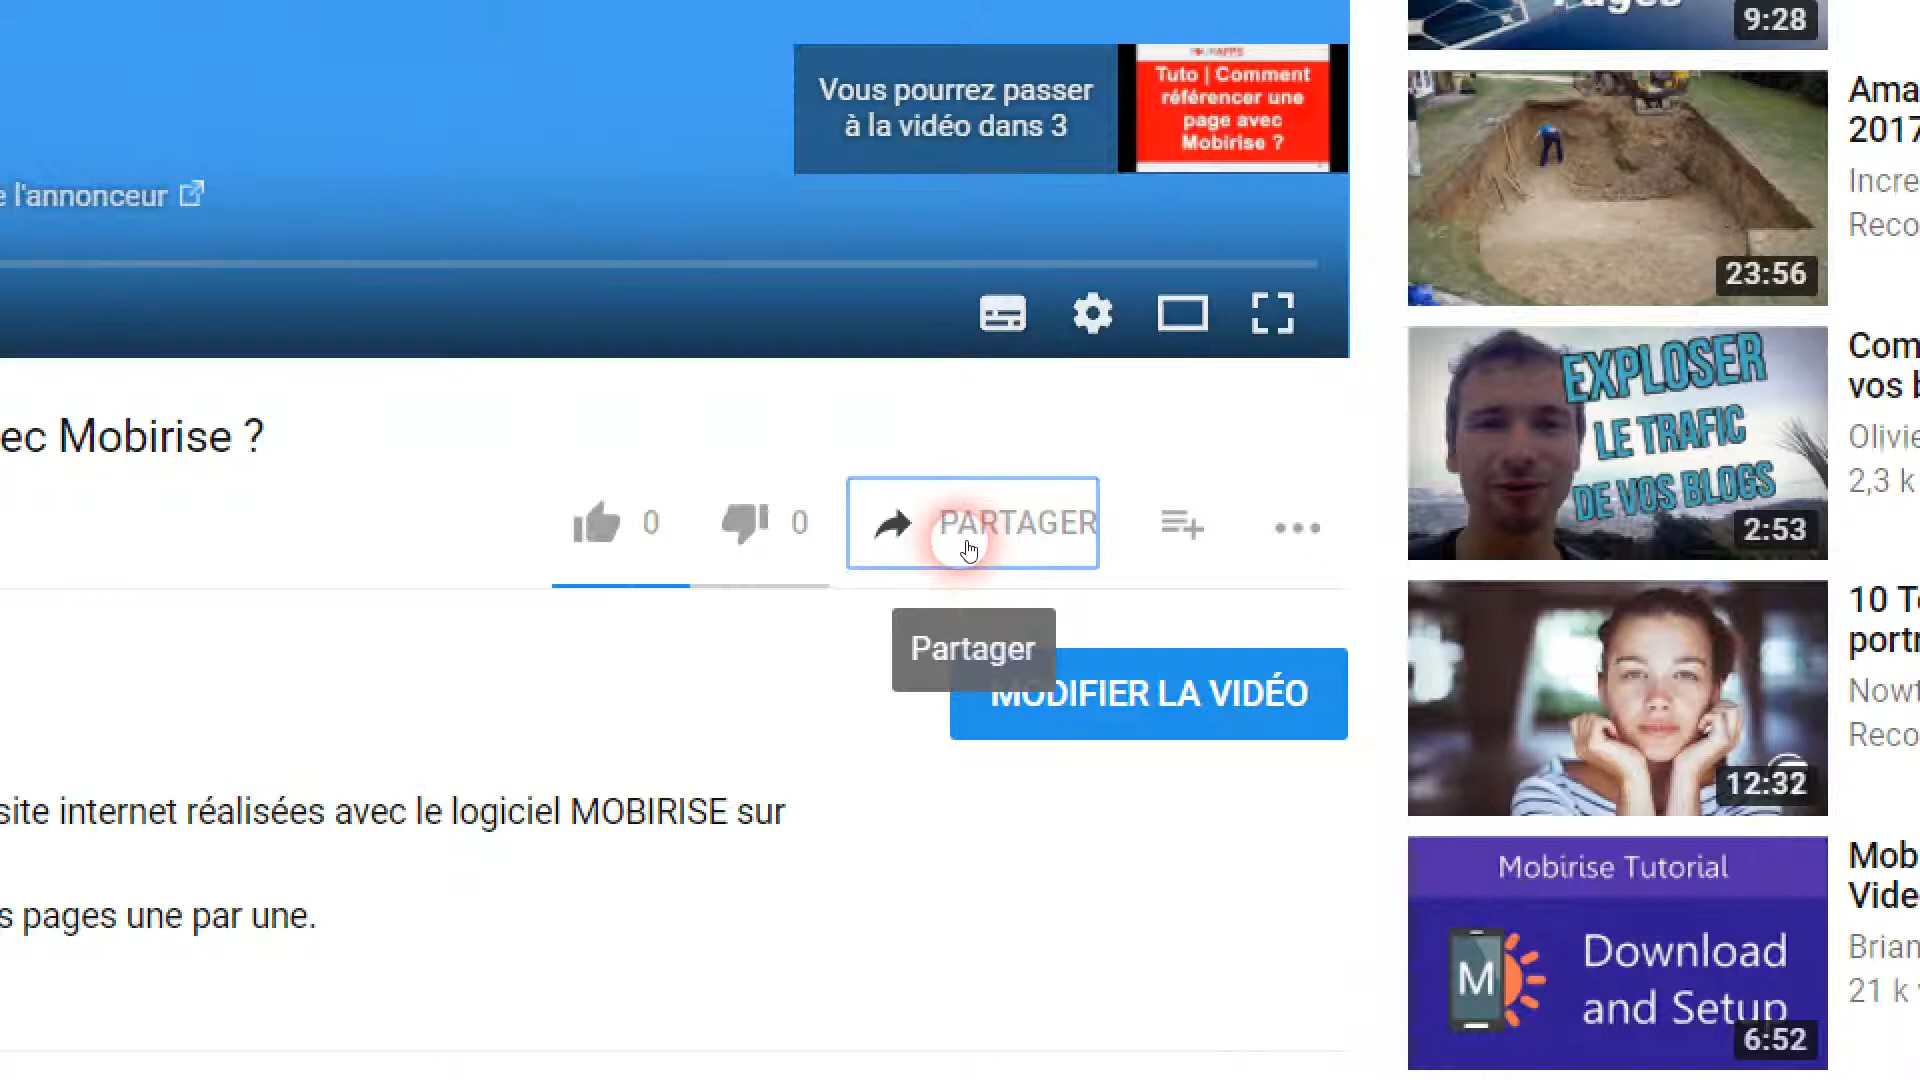 Vous pourrez passer
à la vidéo dans 3
Tuto | Comment
référencer une
page avec
Mobirise ?
e l'annonceur
ec Mobirise ?
0
0
PARTAGER
Partager
MODIFIER LA VIDÉO
site internet réalisées avec le logiciel MOBIRISE sur
s pages une par une.
Pages
9:28
23:56
Ama
2017
Incre
Reco
EXPLOSER
LE TRAFIC
DE VOS BLOGS
2:53
Com
vos b
Olivie
2,3 k
12:32
10 Te
portr
Nowt
Reco
Mobirise Tutorial
M
Download
and Setup
6:52
Mob
Vide
Brian
21 k v